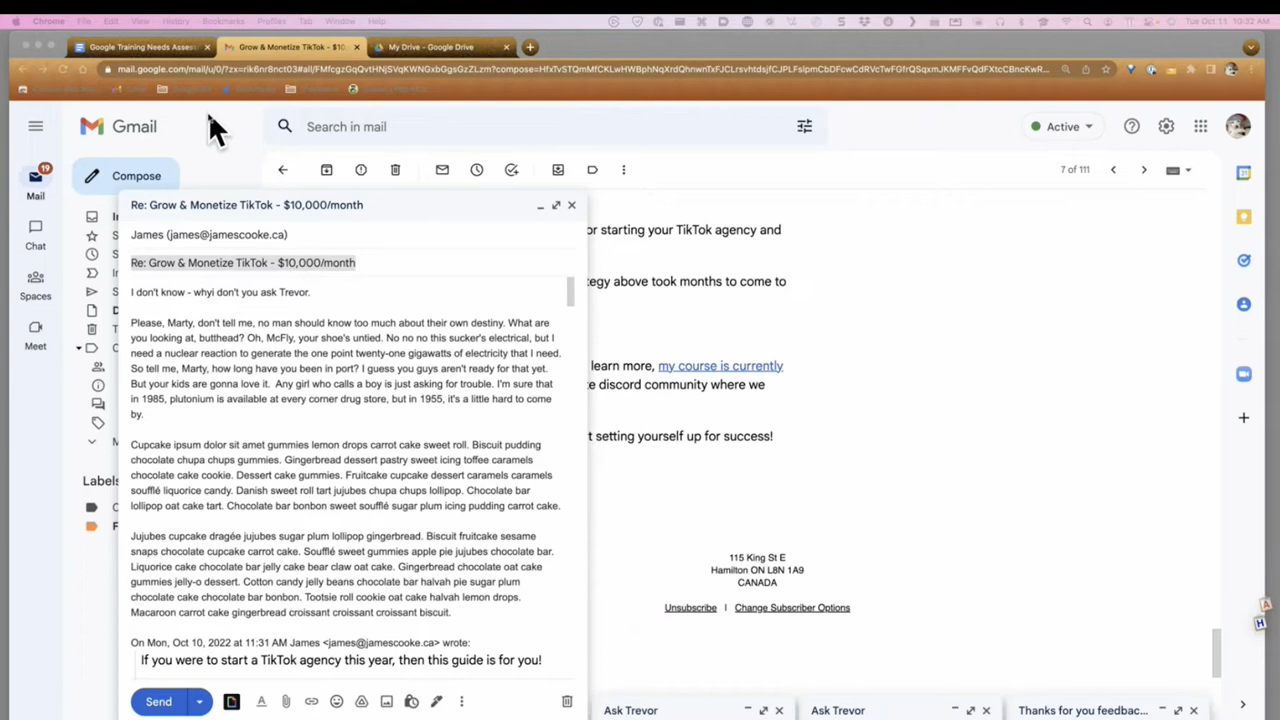 Chrome File Edit View History Bookmarks Profiles Tab Window Help Tue Oct 11 10:32 AM
Google Training Needs Asses
Grow & Monetize TikTok - $10,
My Drive - Google Drive
Gmail
Search in mail
Active
Compose
19
Mail
Chat
Spaces
Meet
7 of 111
Labels
Re: Grow & Monetize TikTok - $10,000/month
James (james@jamescooke.ca)
Re: Grow & Monetize TikTok - $10,000/month
I don't know - whyi don't you ask Trevor.
Please, Marty, don't tell me, no man should know too much about their own destiny. What are
you looking at, butthead? Oh, McFly, your shoe's untied. No no no this sucker's electrical, but I
need a nuclear reaction to generate the one point twenty-one gigawatts of electricity that I need.
So tell me, Marty, how long have you been in port? I guess you guys aren't ready for that yet.
But your kids are gonna love it. Any girl who calls a boy is just asking for trouble. I'm sure that
in 1985, plutonium is available at every corner drug store, but in 1955, it's a little hard to come
by.
Cupcake ipsum dolor sit amet gummies lemon drops carrot cake sweet roll. Biscuit pudding
chocolate chupa chups gummies. Gingerbread dessert pastry sweet icing toffee caramels
chocolate cake cookie. Dessert cake gummies. Fruitcake cupcake dessert caramels caramels
soufflé liquorice candy. Danish sweet roll tart jujubes chupa chups lollipop. Chocolate bar
lollipop oat cake tart. Chocolate bar bonbon sweet soufflé sugar plum icing pudding carrot cake.
Jujubes cupcake dragée jujubes sugar plum lollipop gingerbread. Biscuit fruitcake sesame
snaps chocolate cupcake carrot cake. Soufflé sweet gummies apple pie jujubes chocolate bar.
Liquorice cake chocolate bar jelly cake bear claw oat cake. Gingerbread chocolate oat cake
gummies jelly-o dessert. Cotton candy jelly beans chocolate bar halvah pie sugar plum
chocolate cake chocolate bar bonbon. Tootsie roll cookie oat cake halvah lemon drops.
Macaroon carrot cake gingerbread croissant croissant croissant biscuit.
On Mon, Oct 10, 2022 at 11:31 AM James <james@jamescooke.ca> wrote:
If you were to start a TikTok agency this year, then this guide is for you!
Send
or starting your TikTok agency and
tegy above took months to come to
learn more, my course is currently
te discord community where we
t setting yourself up for success!
115 King St E
Hamilton ON L8N 1A9
CANADA
Unsubscribe | Change Subscriber Options
Ask Trevor
Ask Trevor
Thanks for you feedbac...
A
H